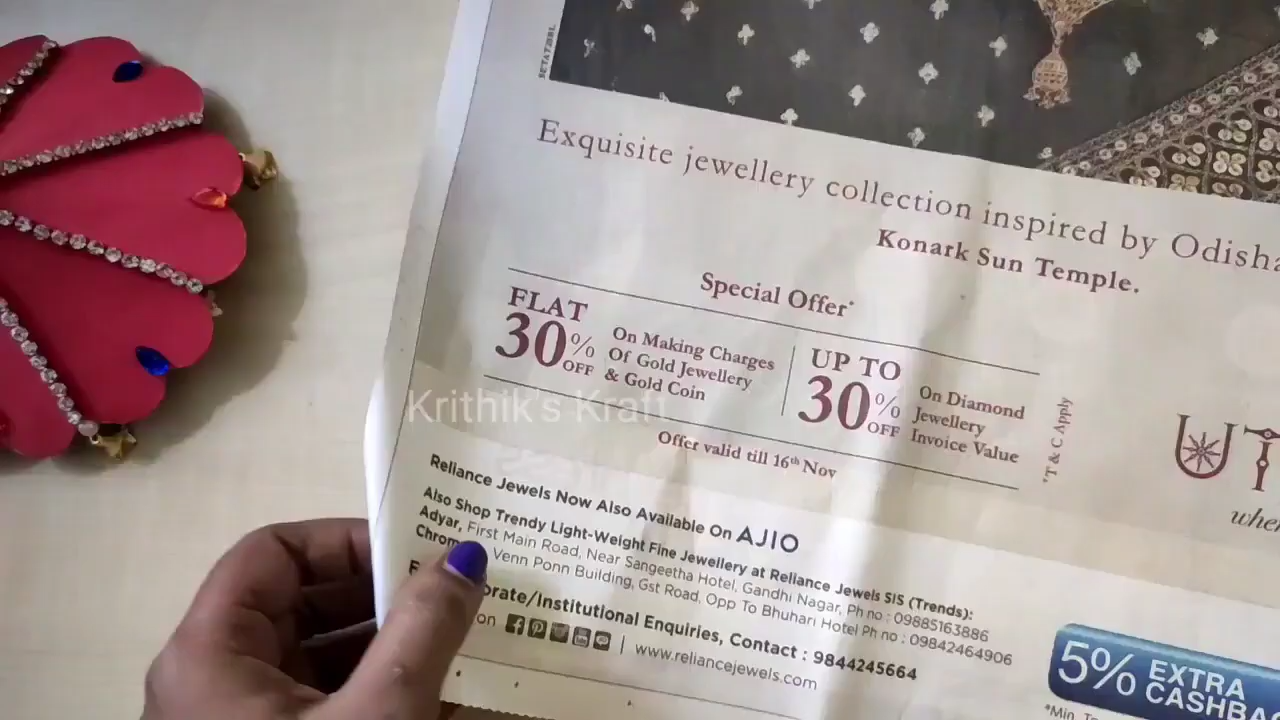 Exquisite jewellery collection inspired by Odisha
Konark Sun Temple.
Special Offer*
FLAT
30%
OFF
On Making Charges
Of Gold Jewellery
& Gold Coin
UP TO
30%
OFF
On Diamond
Jewellery
Invoice Value
*T & C Apply
Offer valid till 16th Nov
Krithik's Kraft
Reliance Jewels Now Also Available On AJIO
Also Shop Trendy Light-Weight Fine Jewellery at Reliance Jewels SIS (Trends):
Adyar, First Main Road, Near Sangeetha Hotel, Gandhi Nagar, Ph no : 09885163886
Venn Ponn Building, Gst Road, Opp To Bhuhari Hotel Ph no : 09842464906
orate/Institutional Enquiries, Contact : 9844245664
on | www.reliancejewels.com
5% EXTRA
CASHBA
*Min.